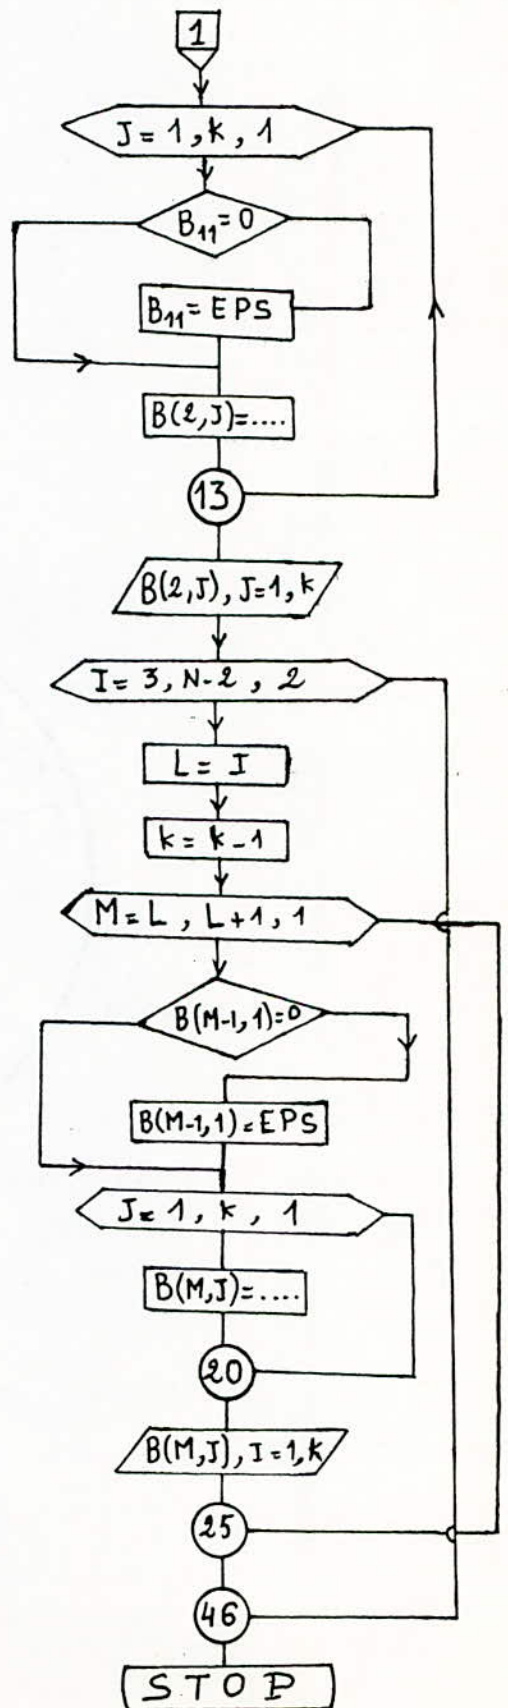 1
J = 1 , K , 1
B11 = 0
B11 = EPS
B(2,J)=....
13
B(2,J), J=1, K
I = 3 , N-2 , 2
L = I
K = K - 1
M = L , L+1 , 1
B(M-1, 1)=0
B(M-1, 1) = EPS
J = 1 , K , 1
B(M,J)=....
20
B(M,J), I=1, K
25
46
STOP